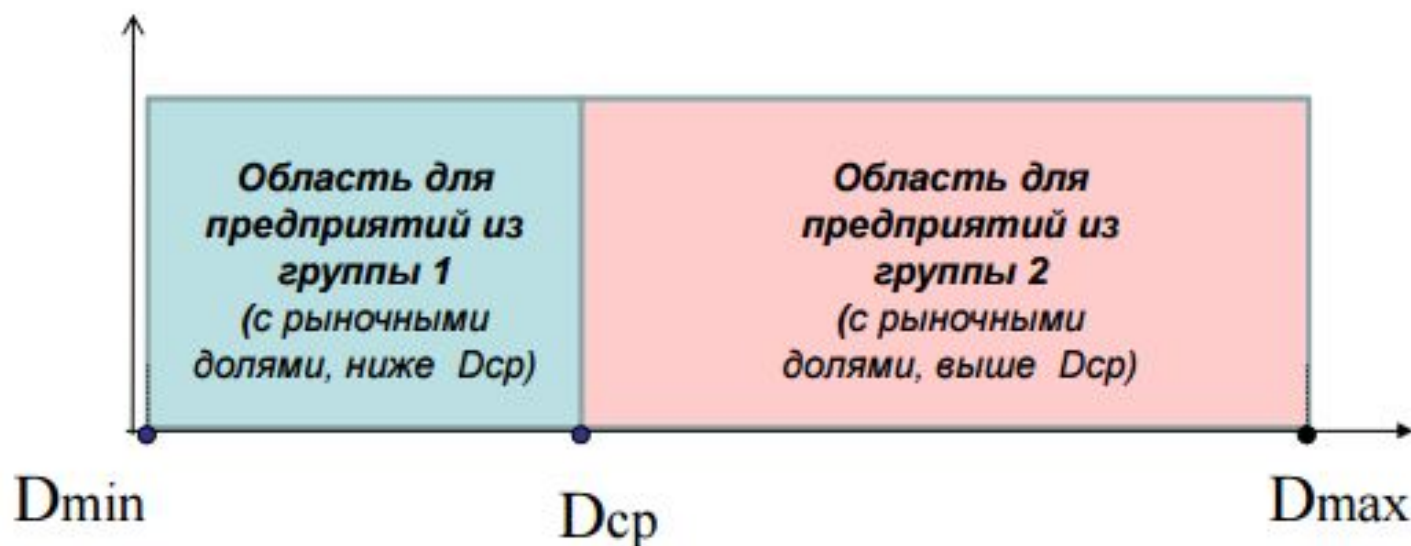 Область для
предприятий из
группы 1
(с рыночными
долями, ниже Dср)
Область для
предприятий из
группы 2
(с рыночными
долями, выше Dср)
Dmin
Dср
Dmax